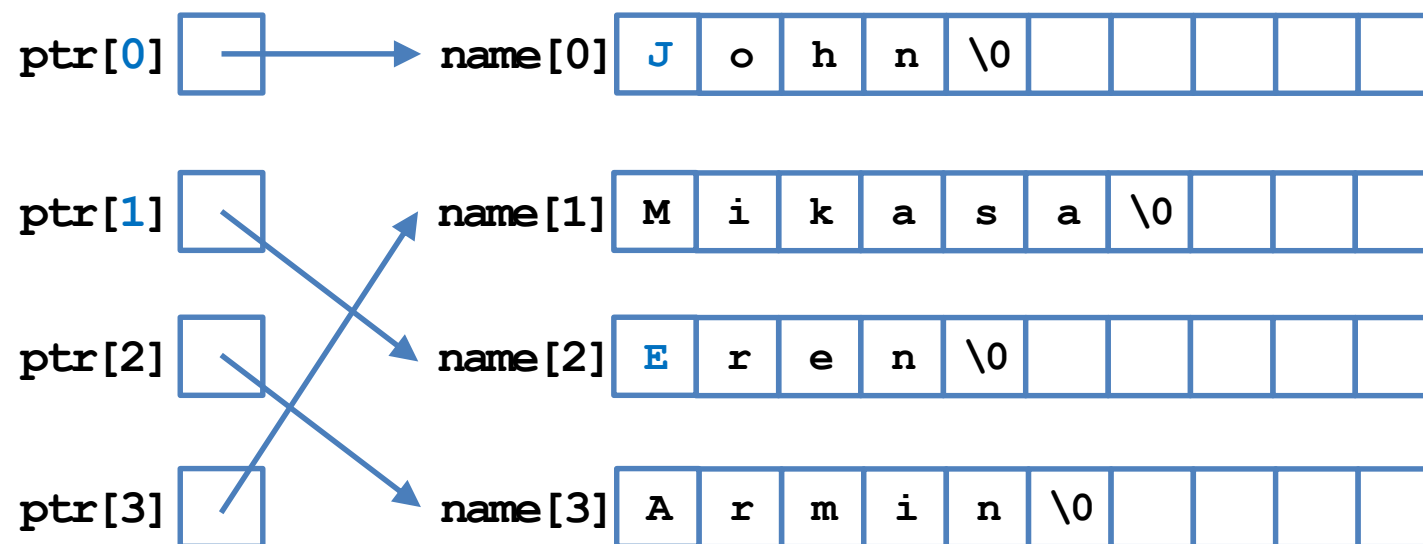 ptr[0] name[0] J o h n \0
ptr[1] name[1] M i k a s a \0
ptr[2] name[2] E r e n \0
ptr[3] name[3] A r m i n \0